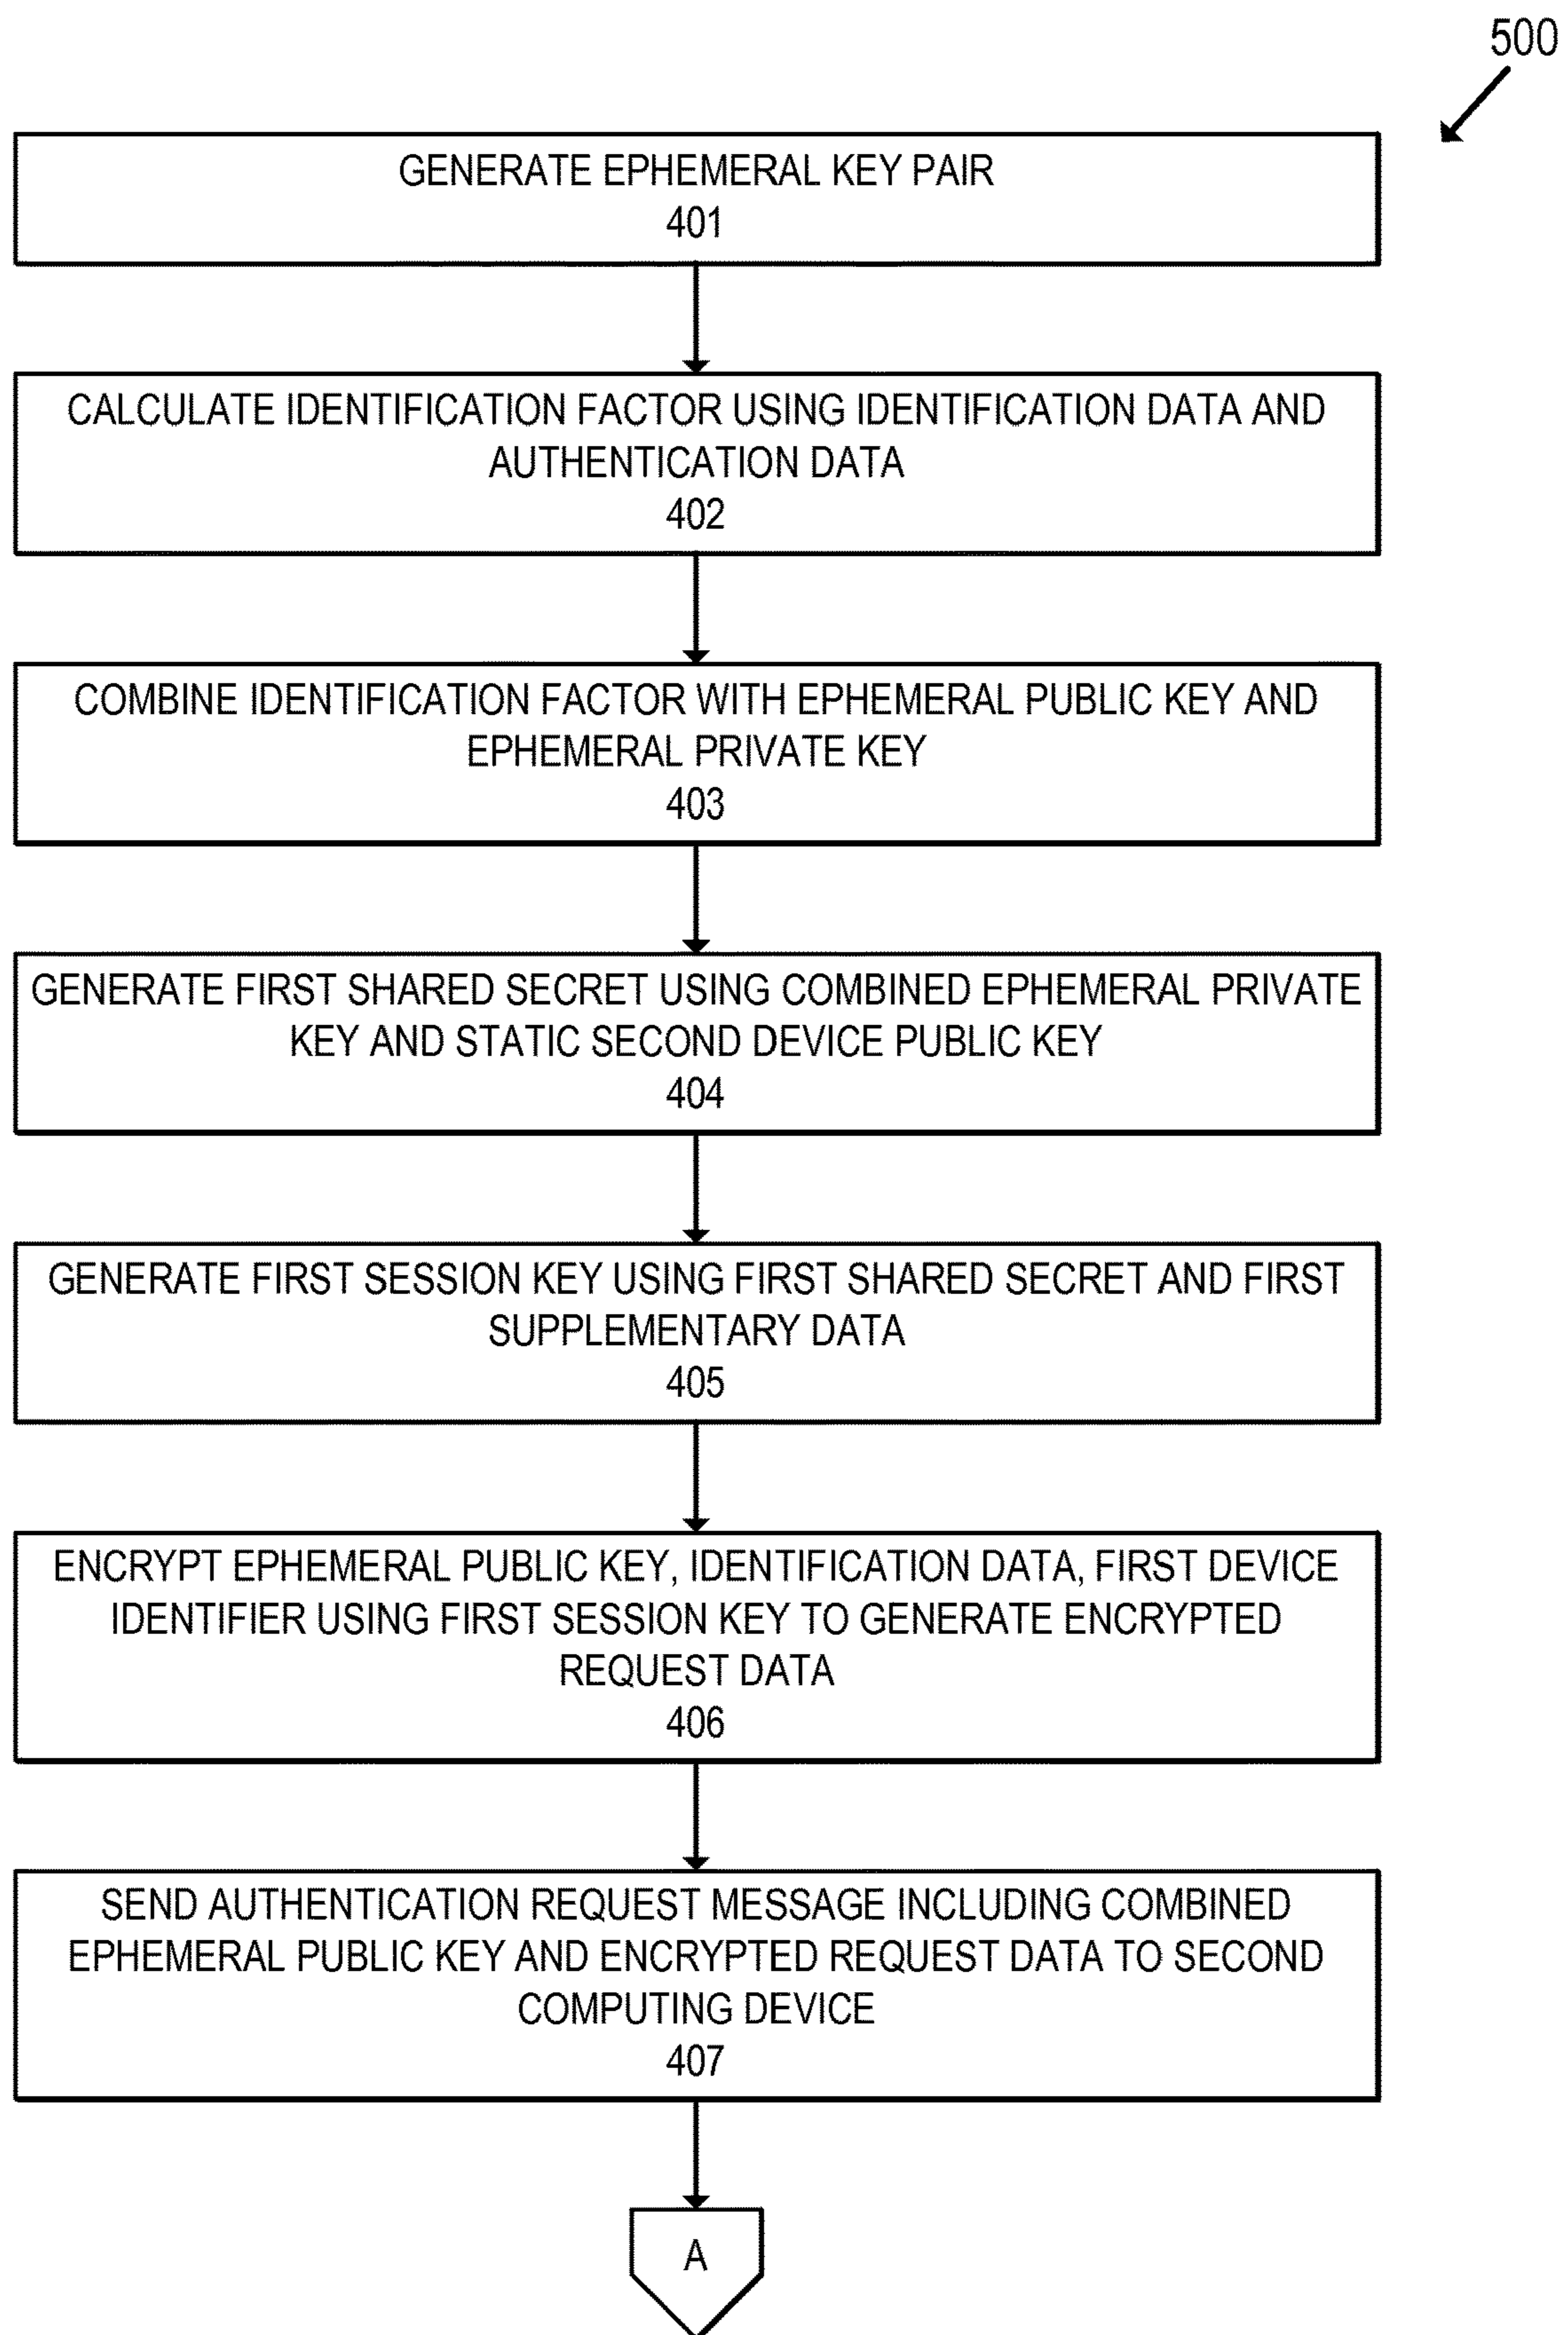 500
GENERATE EPHEMERAL KEY PAIR
401
CALCULATE IDENTIFICATION FACTOR USING IDENTIFICATION DATA AND
AUTHENTICATION DATA
402
COMBINE IDENTIFICATION FACTOR WITH EPHEMERAL PUBLIC KEY AND
EPHEMERAL PRIVATE KEY
403
GENERATE FIRST SHARED SECRET USING COMBINED EPHEMERAL PRIVATE
KEY AND STATIC SECOND DEVICE PUBLIC KEY
404
GENERATE FIRST SESSION KEY USING FIRST SHARED SECRET AND FIRST
SUPPLEMENTARY DATA
405
ENCRYPT EPHEMERAL PUBLIC KEY, IDENTIFICATION DATA, FIRST DEVICE
IDENTIFIER USING FIRST SESSION KEY TO GENERATE ENCRYPTED
REQUEST DATA
406
SEND AUTHENTICATION REQUEST MESSAGE INCLUDING COMBINED
EPHEMERAL PUBLIC KEY AND ENCRYPTED REQUEST DATA TO SECOND
COMPUTING DEVICE
407
A